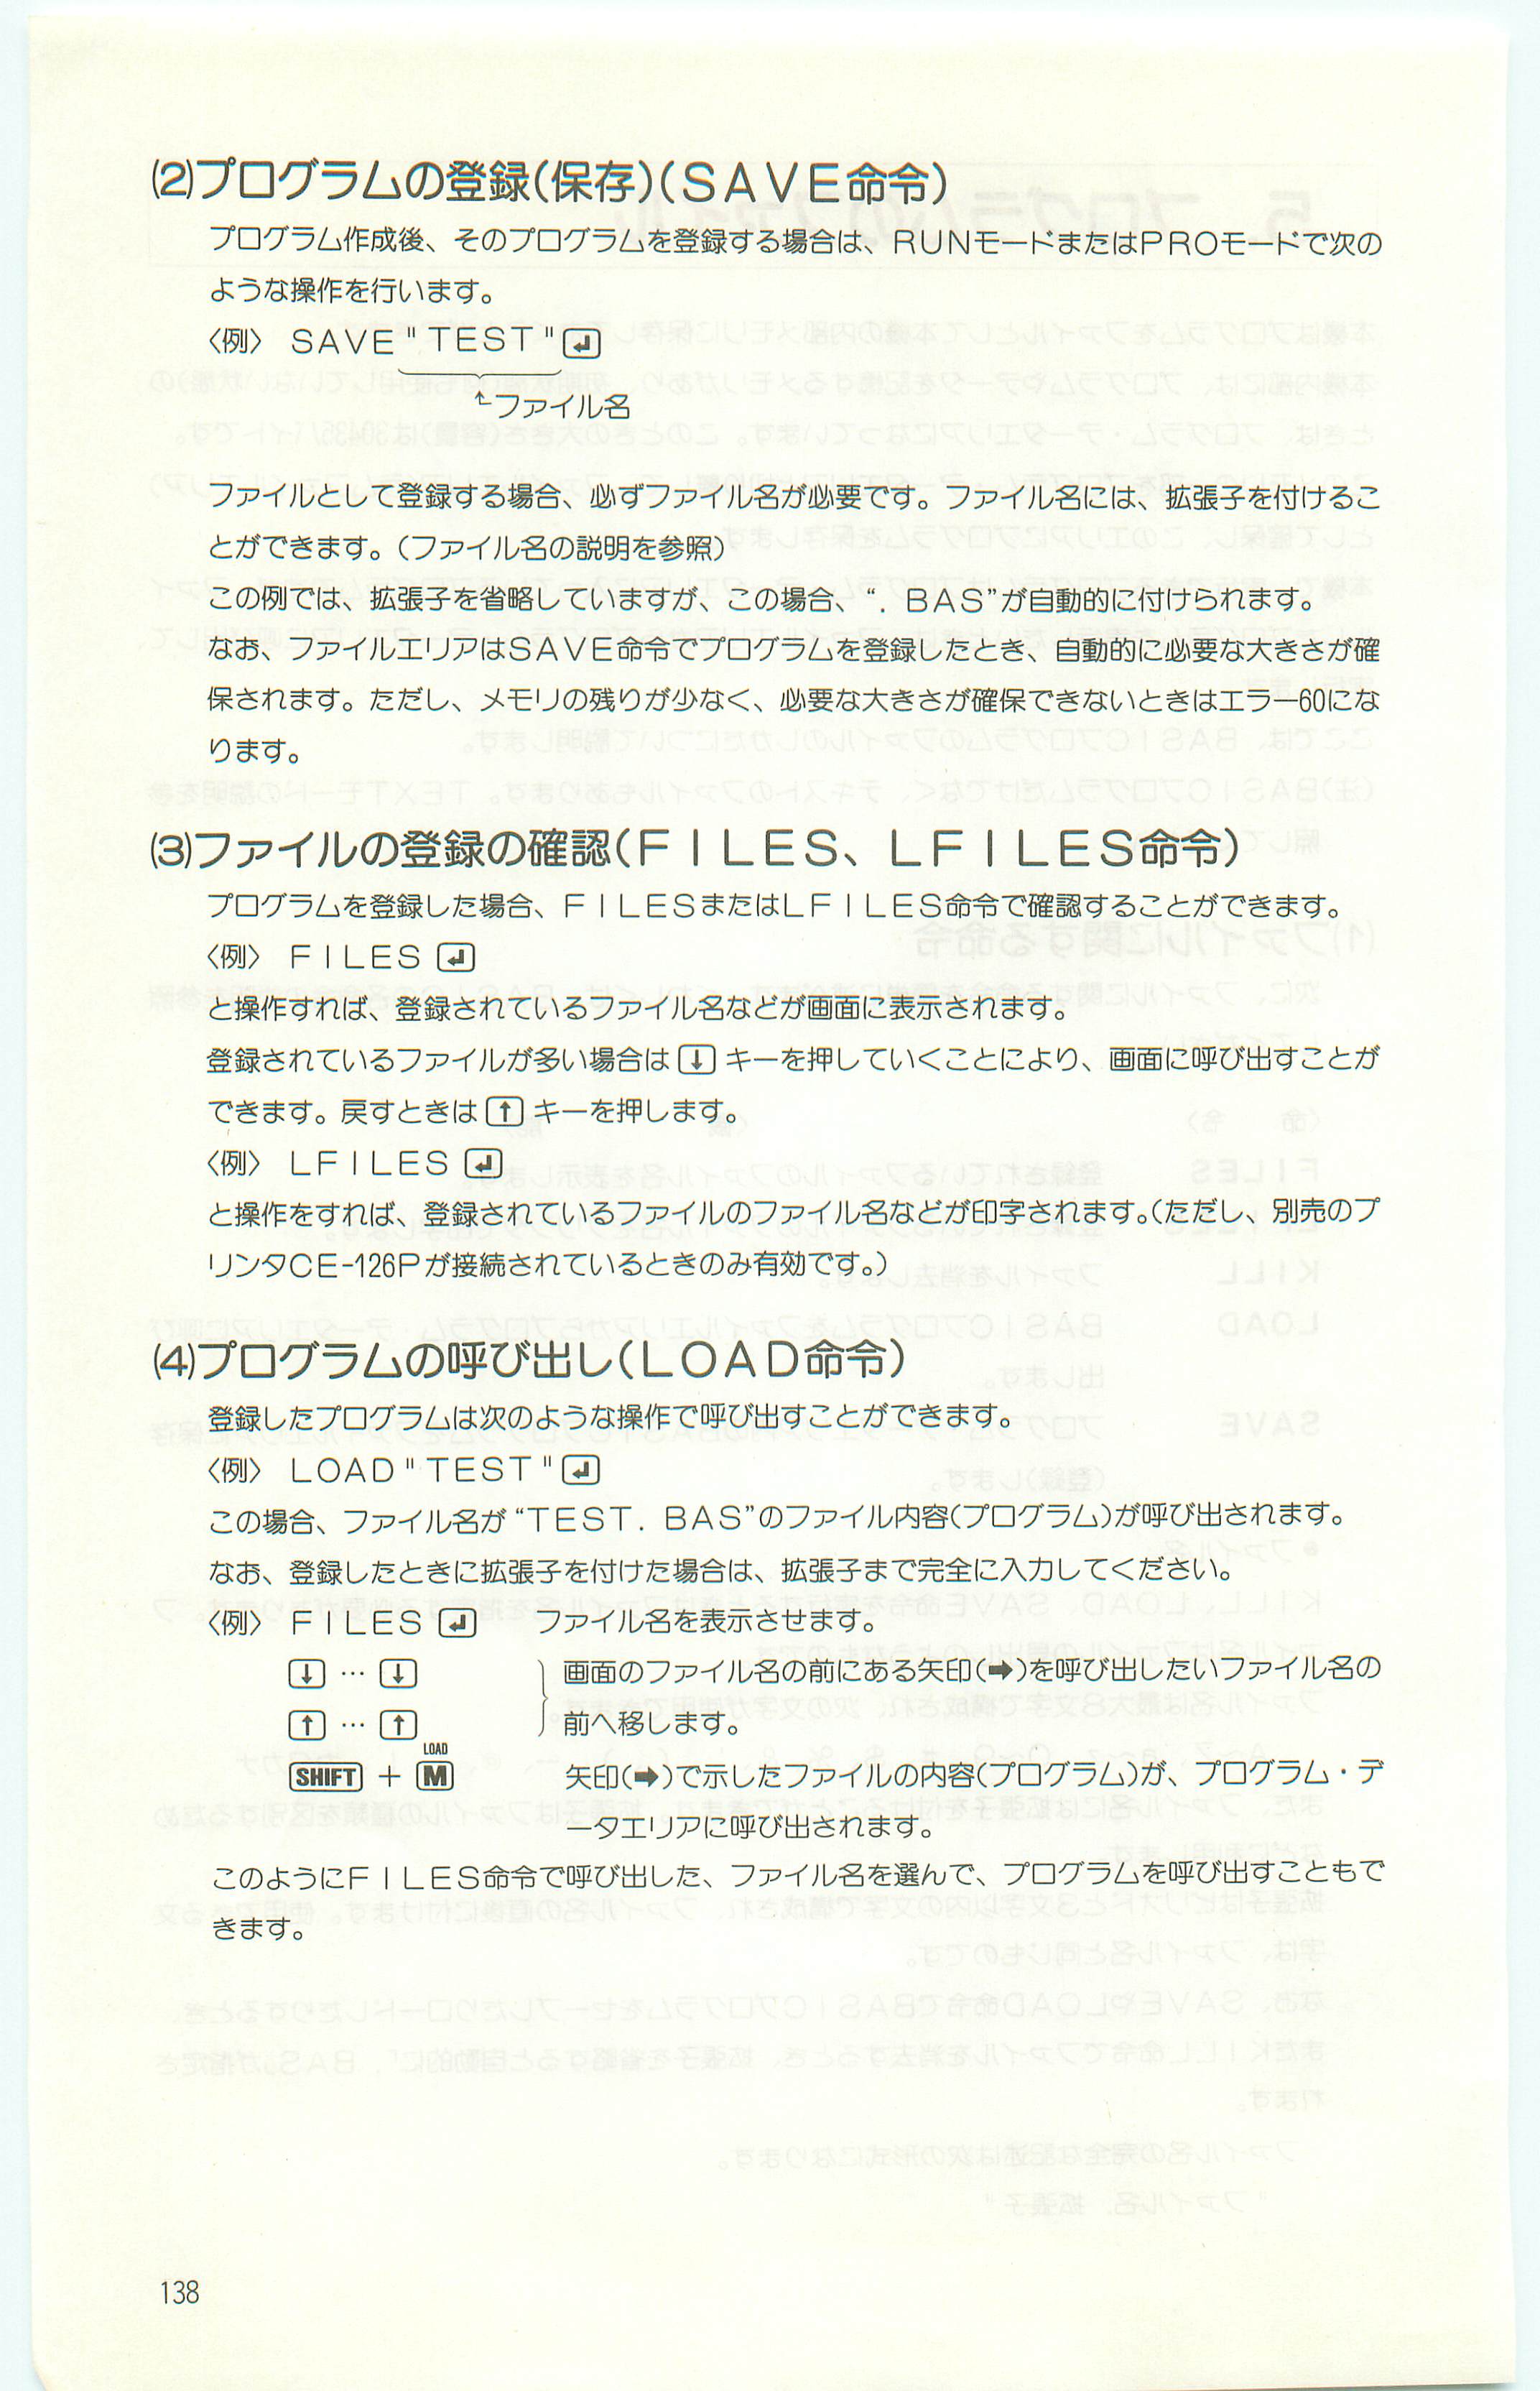 (2)プログラムの登録(保存)(SAVE命令)
プログラム作成後、そのプログラムを登録する場合は、RUNモードまたはPROモードで次の
ような操作を行います。
〈例〉 SAVE"TEST"↵
ファイル名
ファイルとして登録する場合、必ずファイル名が必要です。ファイル名には、拡張子を付けるこ
とができます。(ファイル名の説明を参照)
この例では、拡張子を省略していますが、この場合、“. BAS”が自動的に付けられます。
なお、ファイルエリアはSAVE命令でプログラムを登録したとき、自動的に必要な大きさが確
保されます。ただし、メモリの残りが少なく、必要な大きさが確保できないときはエラー60にな
ります。
(3)ファイルの登録の確認(FILES、LFILES命令)
プログラムを登録した場合、FILESまたはLFILES命令で確認することができます。
〈例〉 FILES ↵
と操作すれば、登録されているファイル名などが画面に表示されます。
登録されているファイルが多い場合は ↓ キーを押していくことにより、画面に呼び出すことが
できます。戻すときは ↑ キーを押します。
〈例〉 LFILES ↵
と操作をすれば、登録されているファイルのファイル名などが印字されます。(ただし、別売のプ
リンタCE-126Pが接続されているときのみ有効です。)
(4)プログラムの呼び出し(LOAD命令)
登録したプログラムは次のような操作で呼び出すことができます。
〈例〉 LOAD"TEST"↵
この場合、ファイル名が“TEST. BAS”のファイル内容(プログラム)が呼び出されます。
なお、登録したときに拡張子を付けた場合は、拡張子まで完全に入力してください。
〈例〉 FILES ↵ ファイル名を表示させます。
↓ … ↓ 画面のファイル名の前にある矢印(➡)を呼び出したいファイル名の
↑ … ↑ 前へ移します。
LOAD
SHIFT + M 矢印(➡)で示したファイルの内容(プログラム)が、プログラム・デ
ータエリアに呼び出されます。
このようにFILES命令で呼び出した、ファイル名を選んで、プログラムを呼び出すこともで
きます。
138